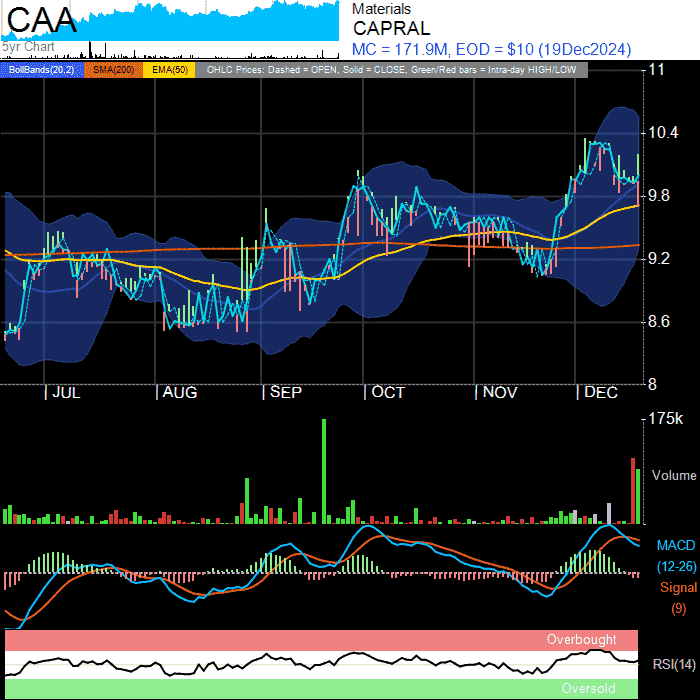 CAA
5yr Chart
Materials
CAPRAL
MC = 171.9M, EOD = $10 (19Dec2024)
BollBands(20,2) SMA(200) EMA(50) OHLC Prices: Dashed = OPEN, Solid = CLOSE, Green/Red bars = Intra-day HIGH/LOW
11
10.4
9.8
9.2
8.6
8
JUL AUG SEP OCT NOV DEC
175k
Volume
MACD
(12-26)
Signal
(9)
Overbought
RSI(14)
Oversold